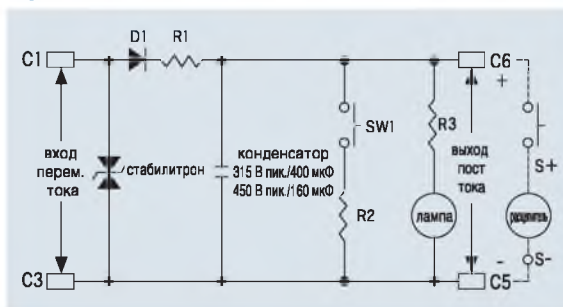 D1 R1
C1
C6
+
SW1
R3
S+
вход
перем.
тока
стабилитрон
конденсатор
315 В пик./400 мкФ
450 В пик./160 мкФ
выход
пост
тока
R2
лампа
расцепитель
-
S-
C3
C5